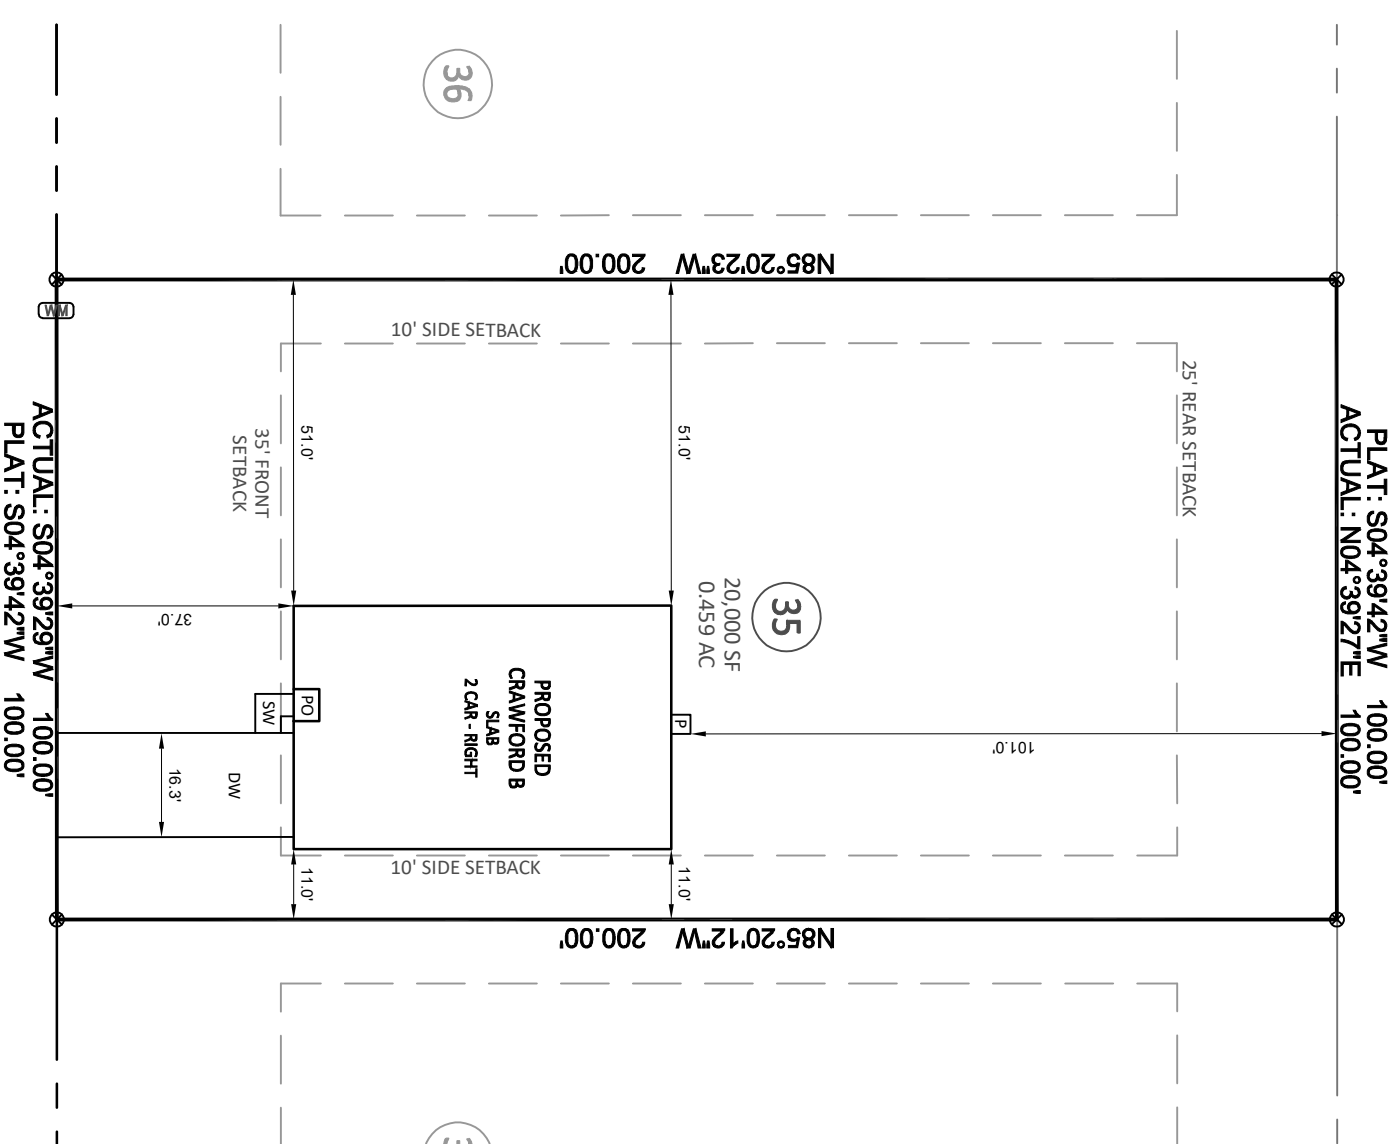 36
N85°20'23"W 200.00'
WM
10' SIDE SETBACK
25' REAR SETBACK
PLAT: S04°39'42"W 100.00'
ACTUAL: N04°39'27"E 100.00'
ACTUAL: S04°39'29"W 100.00'
PLAT: S04°39'42"W 100.00'
35' FRONT
SETBACK
51.0'
51.0'
35
20,000 SF
0.459 AC
37.0'
PROPOSED
CRAWFORD B
SLAB
2 CAR - RIGHT
PO
SW
P
101.0'
DW
16.3'
10' SIDE SETBACK
11.0'
11.0'
N85°20'12"W 200.00'